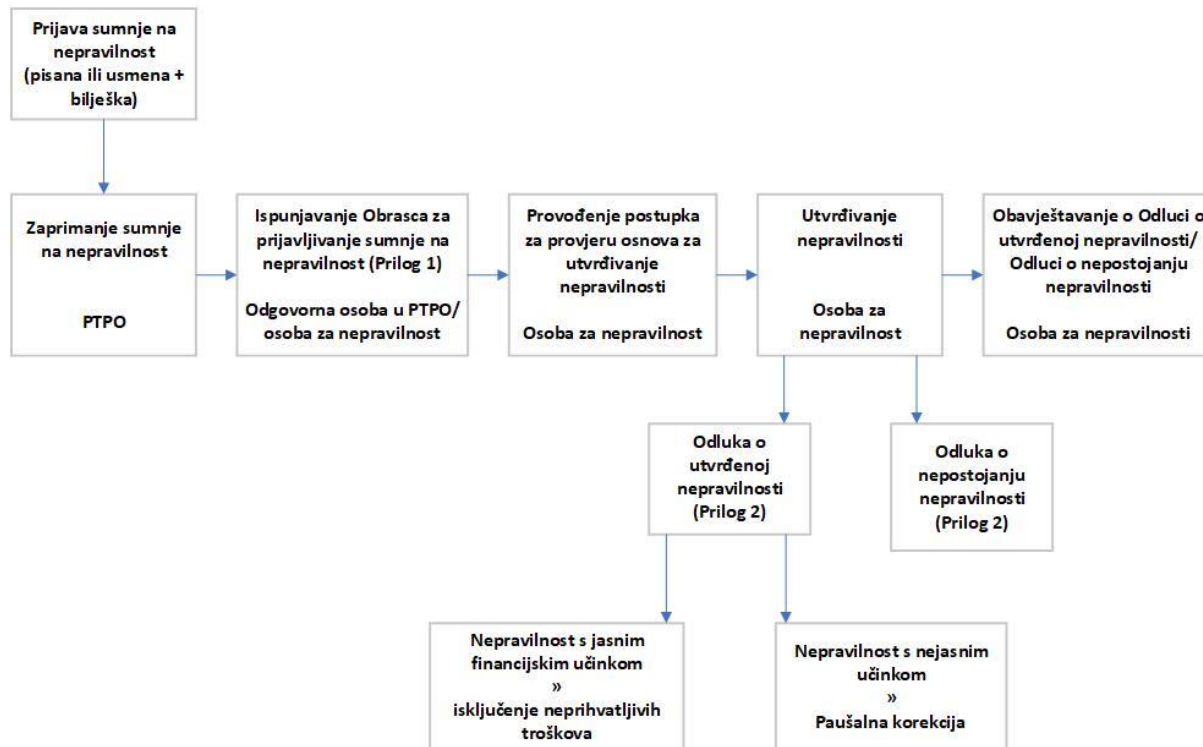 Prijava sumnje na
nepravilnost
(pisana ili usmena +
bilješka)
Zaprimanje sumnje
na nepravilnost
PTPO
Ispunjavanje Obrasca za
prijavljivanje sumnje na
nepravilnost (Prilog 1)
Odgovorna osoba u PTPO/
osoba za nepravilnost
Provođenje postupka
za provjeru osnova za
utvrđivanje
nepravilnosti
Osoba za nepravilnost
Utvrđivanje
nepravilnosti
Osoba za
nepravilnost
Obavještavanje o Odluci o
utvrđenoj nepravilnosti/
Odluci o nepostojanju
nepravilnosti
Osoba za nepravilnosti
Odluka o
utvrđenoj
nepravilnosti
(Prilog 2)
Odluka o
nepostojanju
nepravilnosti
(Prilog 2)
Nepravilnost s jasnim
financijskim učinkom
»
isključenje neprihvatljivih
troškova
Nepravilnost s nejasnim
učinkom
»
Paušalna korekcija